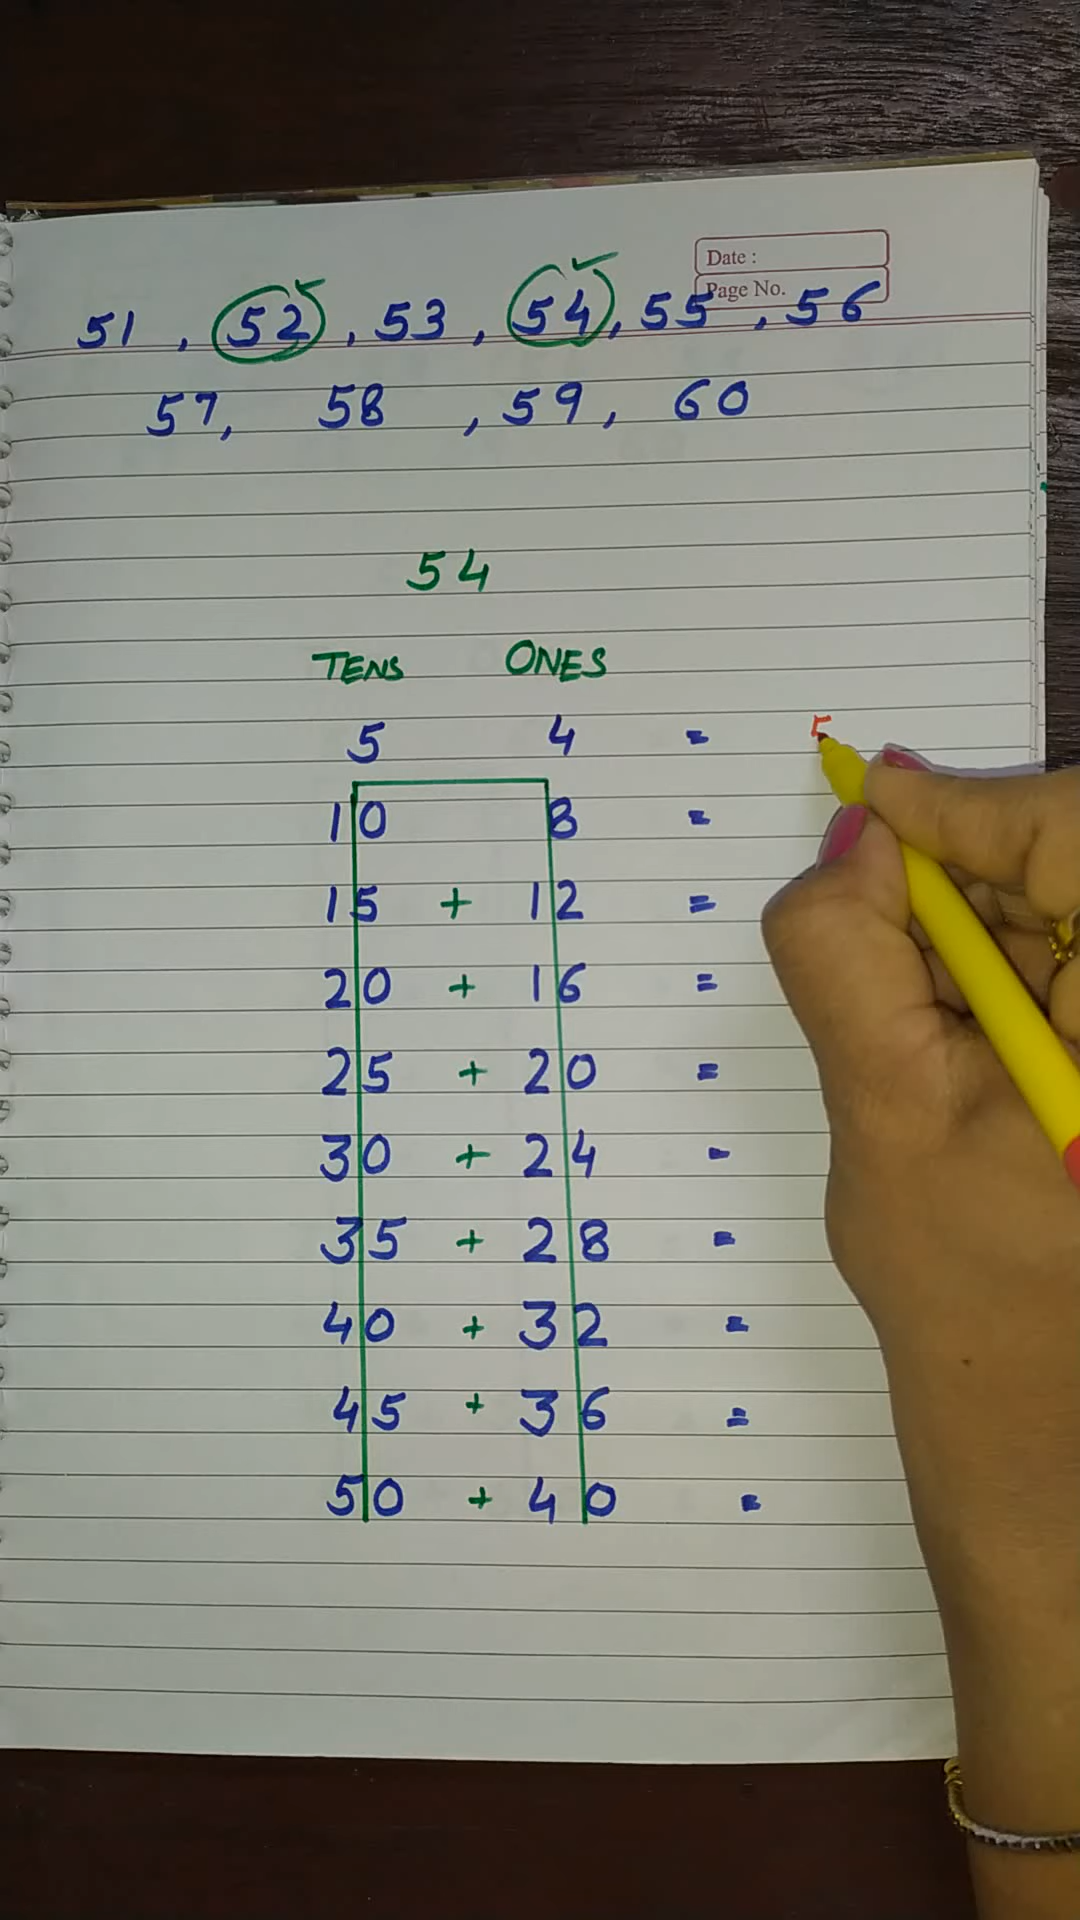 Date :
Page No.
51 , 52 , 53 , 54 , 55 , 56
57, 58 , 59 , 60
54
TENS ONES
5 4 =
10 8 =
15 + 12 =
20 + 16 =
25 + 20 =
30 + 24 =
35 + 28 =
40 + 32 =
45 + 36 =
50 + 40 =